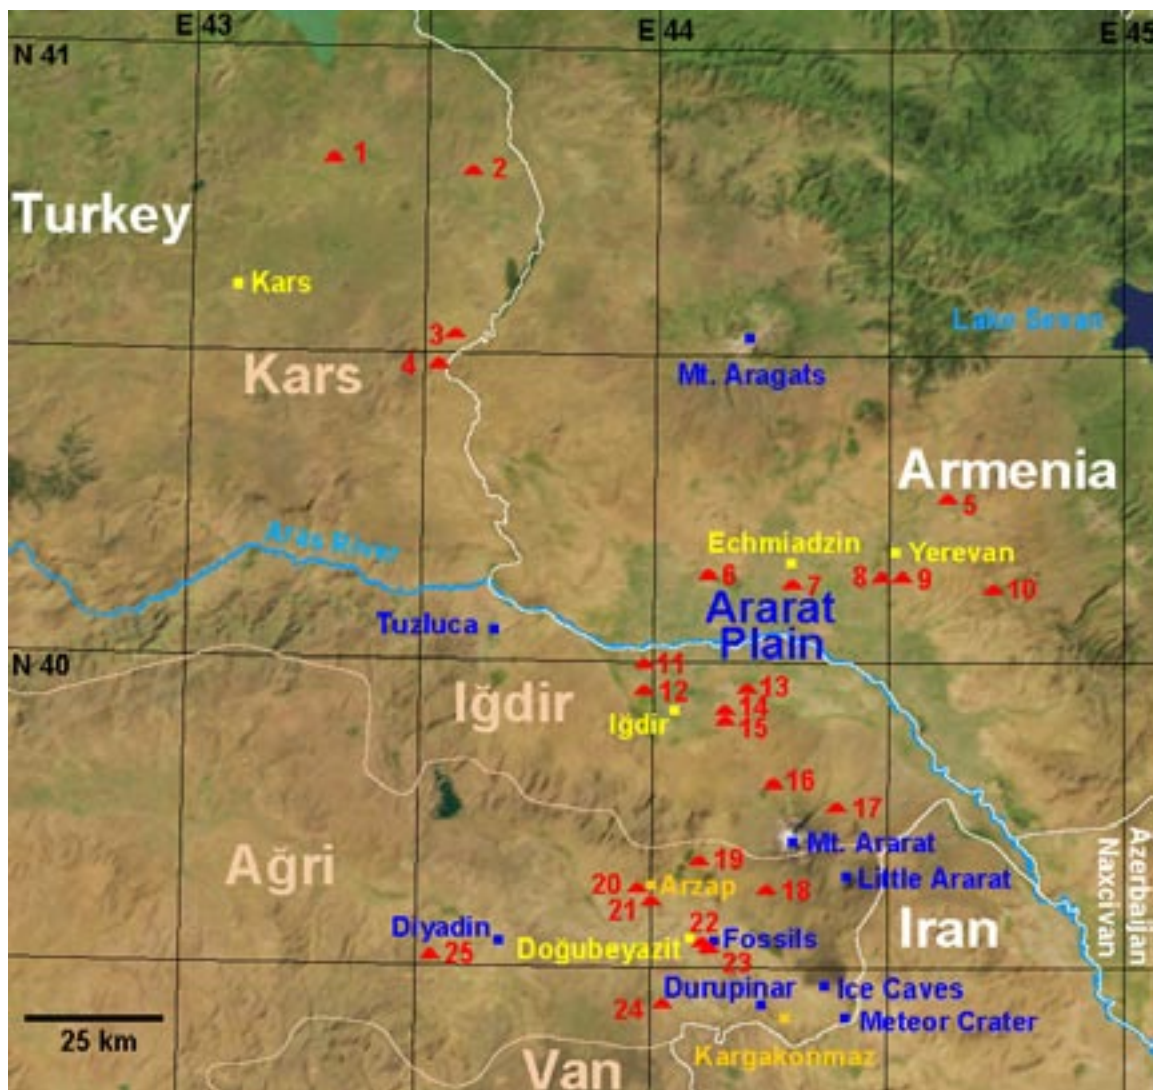 E 43
E 44
E 45
N 41
1
2
Turkey
Kars
Lake Sevan
3
4
Kars
Mt. Aragats
Armenia
5
Aras River
Echmiadzin
Yerevan
6
7
8
9
10
Ararat
Plain
Tuzluca
N 40
11
12
13
Iğdir
Iğdir
14
15
16
17
Mt. Ararat
Ağri
19
20
Arzap
18
Little Ararat
21
Naxcivan
Azerbaijan
Diyadin
22
Fossils
Iran
25
Doğubeyazit
23
Durupinar
Ice Caves
24
Meteor Crater
25 km
Kargakonmaz
Van